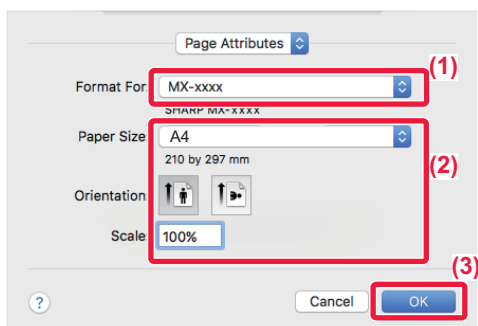 Page Attributes
(1)
Format For: MX-xxxx
SHARP MX-xxxx
Paper Size: A4
210 by 297 mm
(2)
Orientation:
Scale: 100%
(3)
? Cancel OK